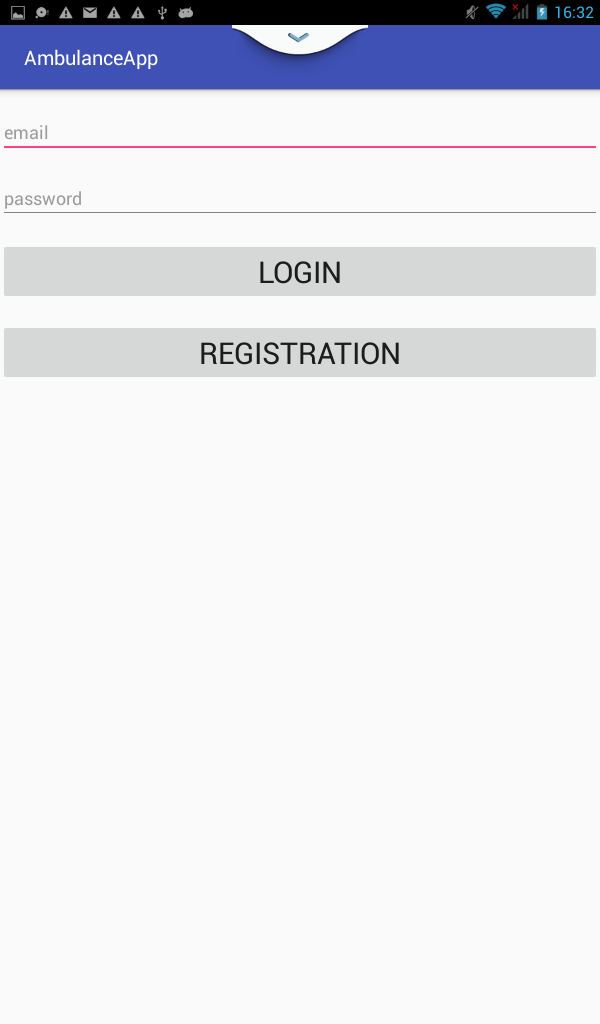 16:32
AmbulanceApp
email
password
LOGIN
REGISTRATION